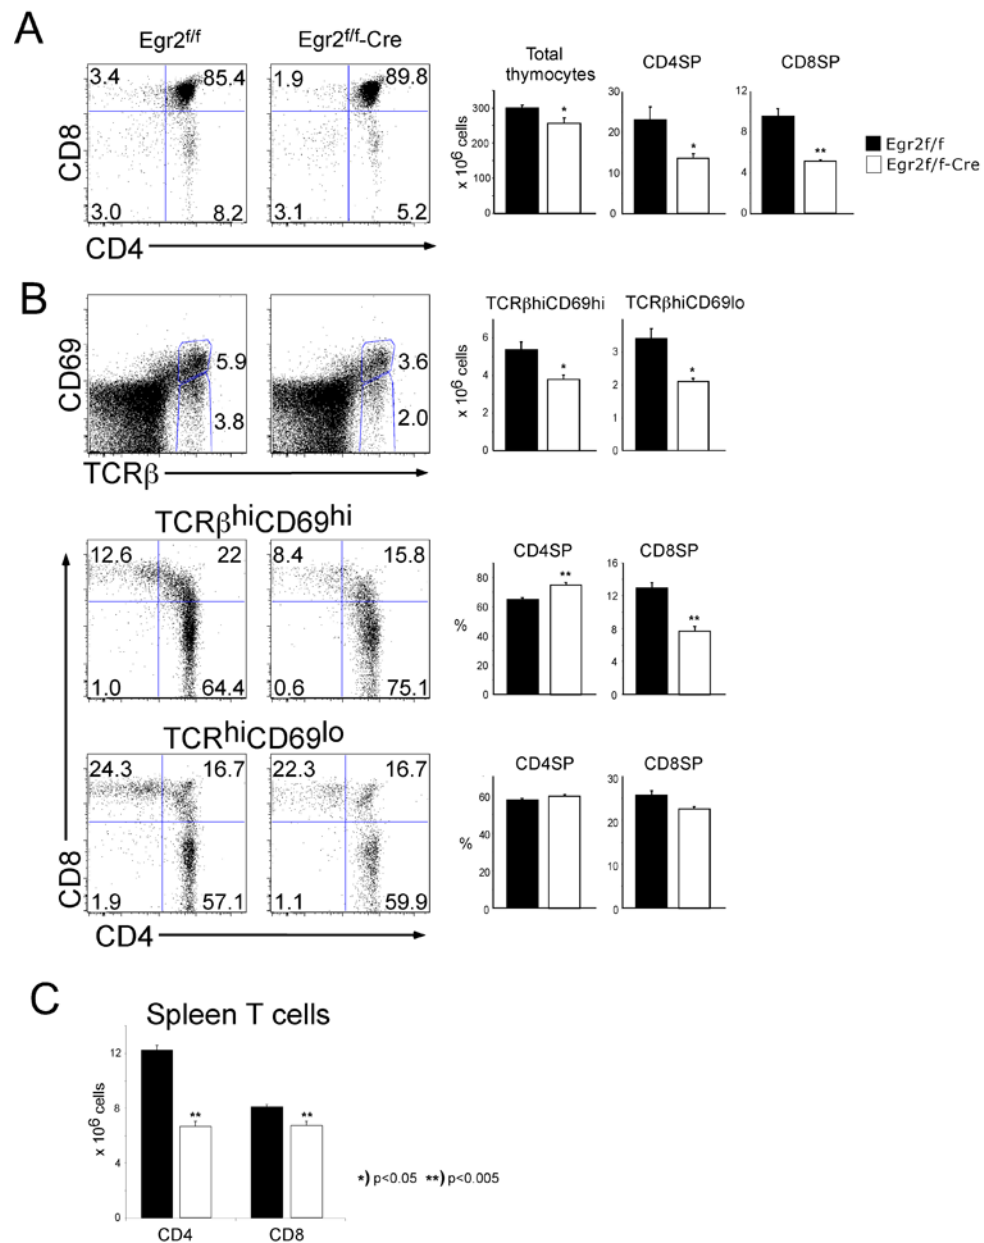 A
Egr2f/f
Egr2f/f-Cre
3.4
85.4
3.0
8.2
1.9
89.8
3.1
5.2
CD8
CD4
Total
thymocytes
x 10⁶ cells
300
200
100
0
*
CD4SP
30
20
10
0
*
CD8SP
12
8
4
0
**
Egr2f/f
Egr2f/f-Cre
B
CD69
5.9
3.8
3.6
2.0
TCRβ
TCRβhiCD69hi
x 10⁶ cells
6
4
2
0
*
TCRβhiCD69lo
3
2
1
0
*
TCRβhiCD69hi
12.6
22
1.0
64.4
8.4
15.8
0.6
75.1
CD4SP
%
80
60
40
20
0
**
CD8SP
16
12
8
4
0
**
TCRhiCD69lo
24.3
16.7
1.9
57.1
22.3
16.7
1.1
59.9
CD8
CD4
CD4SP
%
60
40
20
0
CD8SP
30
20
10
0
C
Spleen T cells
x 10⁶ cells
12
8
4
0
**
**
CD4
CD8
*) p<0.05 **) p<0.005